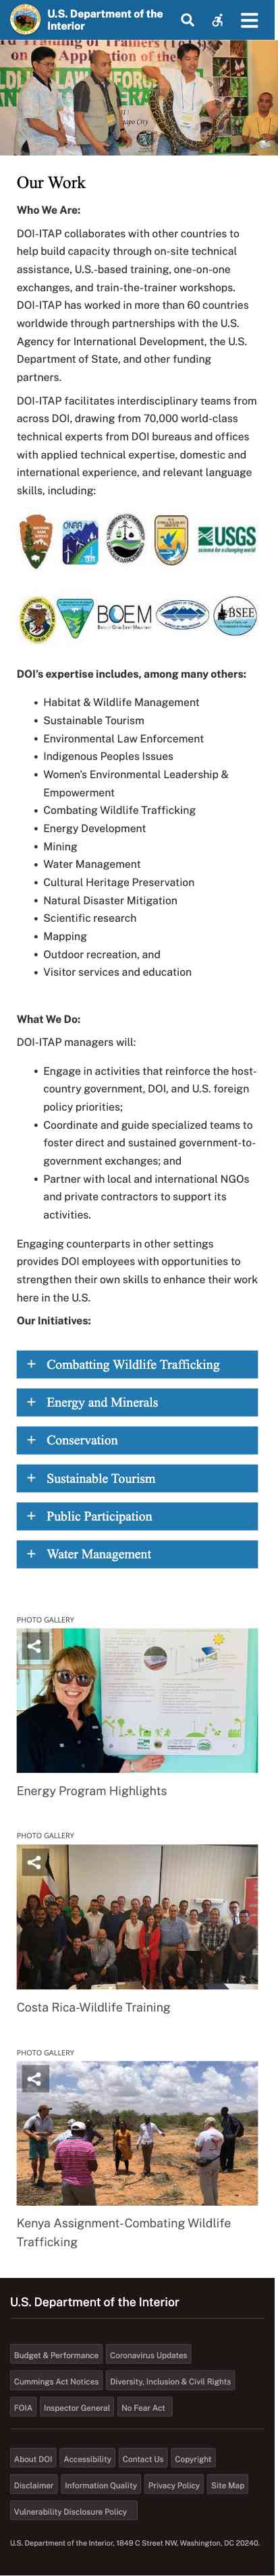 U.S. Department of the
Interior
Our Work
Who We Are:
DOI-ITAP collaborates with other countries to
help build capacity through on-site technical
assistance, U.S.-based training, one-on-one
exchanges, and train-the-trainer workshops.
DOI-ITAP has worked in more than 60 countries
worldwide through partnerships with the U.S.
Agency for International Development, the U.S.
Department of State, and other funding
partners.
DOI-ITAP facilitates interdisciplinary teams from
across DOI, drawing from 70,000 world-class
technical experts from DOI bureaus and offices
with applied technical expertise, domestic and
international experience, and relevant language
skills, including:
ONRR
USGS
science for a changing world
BOEM
BSEE
DOI's expertise includes, among many others:
• Habitat & Wildlife Management
• Sustainable Tourism
• Environmental Law Enforcement
• Indigenous Peoples Issues
• Women's Environmental Leadership &
Empowerment
• Combating Wildlife Trafficking
• Energy Development
• Mining
• Water Management
• Cultural Heritage Preservation
• Natural Disaster Mitigation
• Scientific research
• Mapping
• Outdoor recreation, and
• Visitor services and education
What We Do:
DOI-ITAP managers will:
• Engage in activities that reinforce the host-
country government, DOI, and U.S. foreign
policy priorities;
• Coordinate and guide specialized teams to
foster direct and sustained government-to-
government exchanges; and
• Partner with local and international NGOs
and private contractors to support its
activities.
Engaging counterparts in other settings
provides DOI employees with opportunities to
strengthen their own skills to enhance their work
here in the U.S.
Our Initiatives:
+ Combatting Wildlife Trafficking
+ Energy and Minerals
+ Conservation
+ Sustainable Tourism
+ Public Participation
+ Water Management
PHOTO GALLERY
Energy Program Highlights
PHOTO GALLERY
Costa Rica-Wildlife Training
PHOTO GALLERY
Kenya Assignment-Combating Wildlife
Trafficking
U.S. Department of the Interior
Budget & Performance Coronavirus Updates
Cummings Act Notices Diversity, Inclusion & Civil Rights
FOIA Inspector General No Fear Act
About DOI Accessibility Contact Us Copyright
Disclaimer Information Quality Privacy Policy Site Map
Vulnerability Disclosure Policy
U.S. Department of the Interior, 1849 C Street NW, Washington, DC 20240.